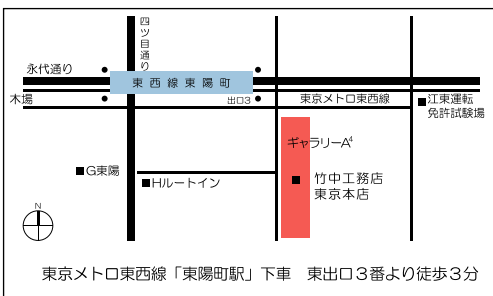 四ツ目通り
永代通り
東西線東陽町
木場
出口3
東京メトロ東西線
■江東運転
免許試験場
ギャラリーA⁴
■G東陽
■Hルートイン
■ 竹中工務店
東京本店
N
東京メトロ東西線「東陽町駅」下車　東出口３番より徒歩３分